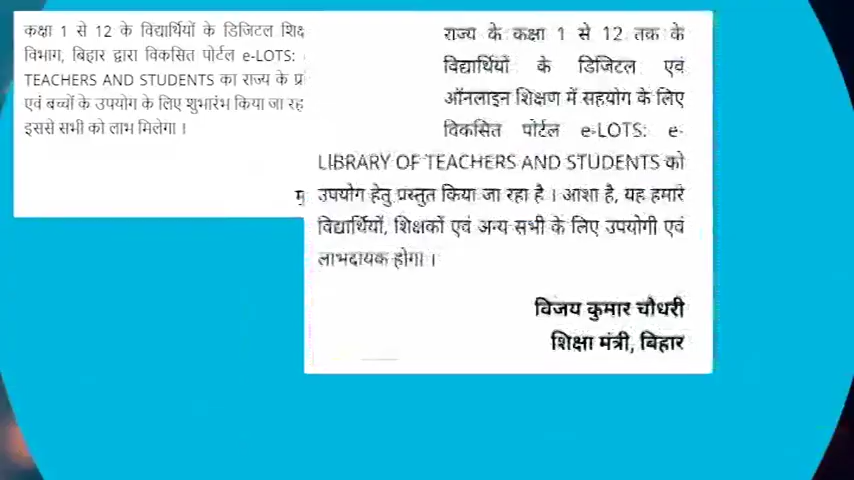 कक्षा 1 से 12 के विद्यार्थियों के डिजिटल
विभाग, बिहार द्वारा विकसित पोर्टल e-LOTS:
TEACHERS AND STUDENTS का राज्य के
एवं बच्चों के उपयोग के लिए शुभारंभ किया जा
इससे सभी को लाभ मिलेगा ।
राज्य के कक्षा 1 से 12 तक के
विद्यार्थियों के डिजिटल एवं
ऑनलाइन शिक्षण में सहयोग के लिए
विकसित पोर्टल e-LOTS: e-
LIBRARY OF TEACHERS AND STUDENTS को
उपयोग हेतु प्रस्तुत किया जा रहा है । आशा है, यह हमारे
विद्यार्थियों, शिक्षकों एवं अन्य सभी के लिए उपयोगी एवं
लाभदायक होगा ।
विजय कुमार चौधरी
शिक्षा मंत्री, बिहार